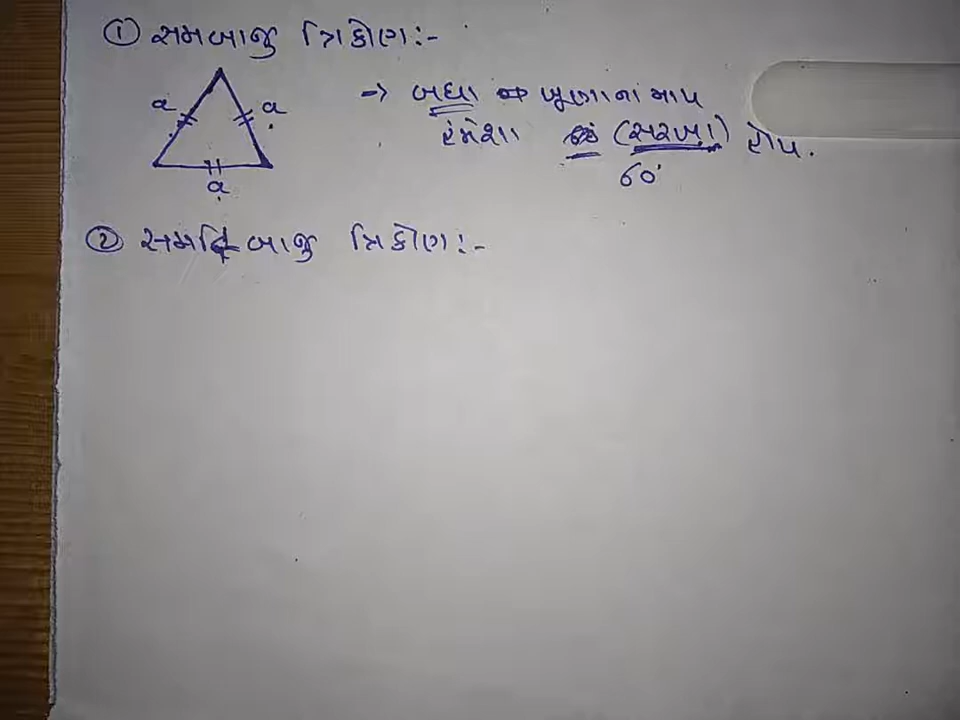 ① સમબાજુ ત્રિકોણ:-
a a
a
→ બધા ખૂણાનાં માપ
હંમેશા (સરખા) હોય.
60°
② સમદ્વિબાજુ ત્રિકોણ:-